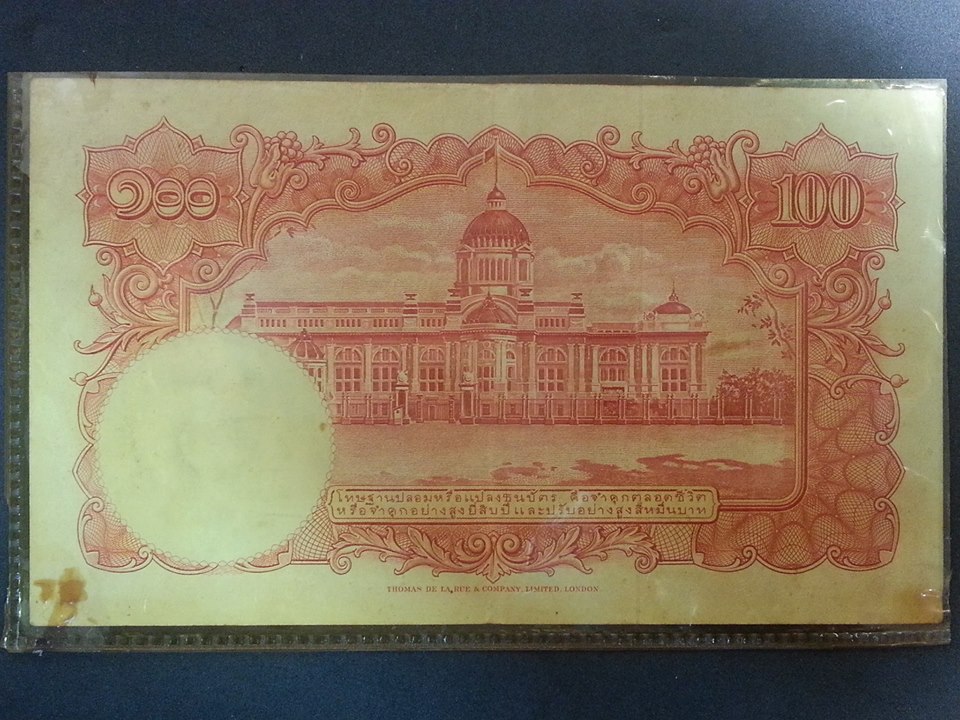 ๑๐๐
100
โทษฐานปลอมหรือแปลงธนบัตร คือจำคุกตลอดชีวิต
หรือจำคุกอย่างสูงยี่สิบปีและปรับอย่างสูงสี่หมื่นบาท
THOMAS DE LA RUE & COMPANY, LIMITED, LONDON.